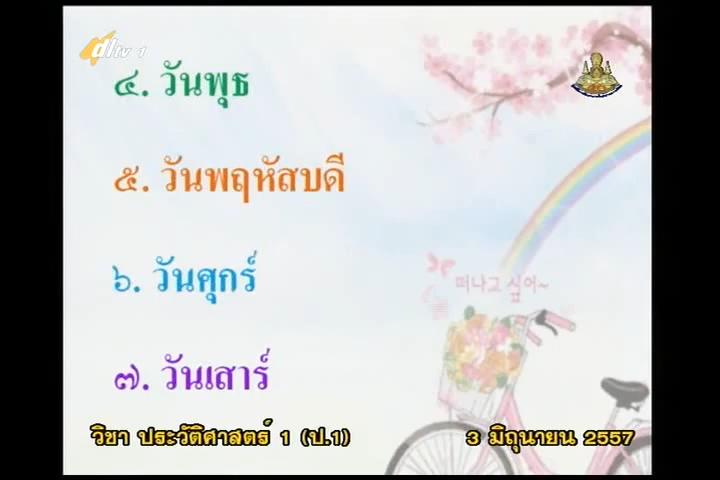 dltv 1
๔. วันพุธ
๕. วันพฤหัสบดี
๖. วันศุกร์
떠나고 싶어~
๗. วันเสาร์
วิชา ประวัติศาสตร์ 1 (ป.1) 3 มิถุนายน 2557